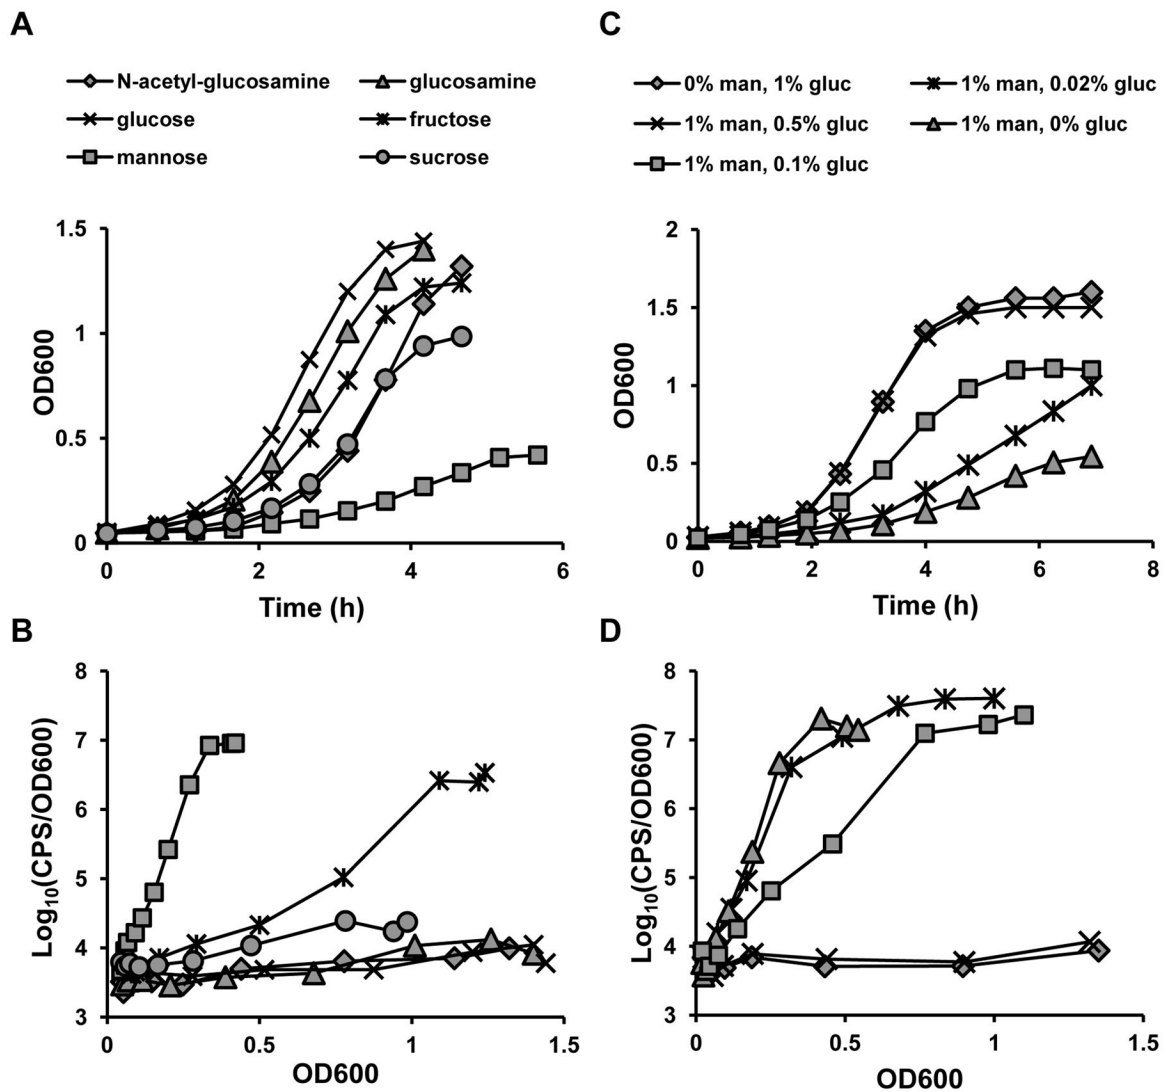 A
N-acetyl-glucosamine
glucosamine
glucose
fructose
mannose
sucrose
1.5
1
0.5
0
OD600
0
2
4
6
Time (h)
C
0% man, 1% gluc
1% man, 0.02% gluc
1% man, 0.5% gluc
1% man, 0% gluc
1% man, 0.1% gluc
2
1.5
1
0.5
0
OD600
0
2
4
6
8
Time (h)
B
8
7
6
5
4
3
Log10(CPS/OD600)
0
0.5
1
1.5
OD600
D
8
7
6
5
4
3
Log10(CPS/OD600)
0
0.5
1
1.5
OD600